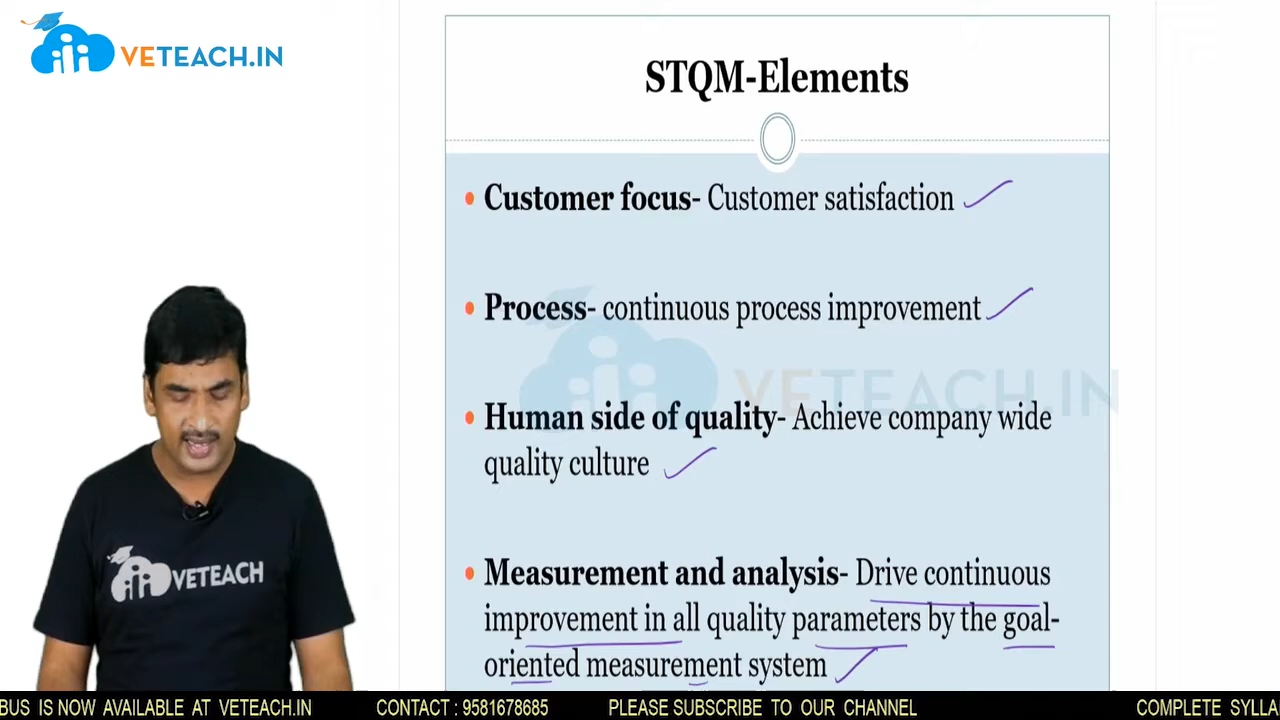 VETEACH.IN
STQM-Elements
• Customer focus- Customer satisfaction
• Process- continuous process improvement
VETEACH.IN
• Human side of quality- Achieve company wide
quality culture
• Measurement and analysis- Drive continuous
improvement in all quality parameters by the goal-
oriented measurement system
VETEACH
BUS IS NOW AVAILABLE AT VETEACH.IN CONTACT : 9581678685 PLEASE SUBSCRIBE TO OUR CHANNEL COMPLETE SYLLA